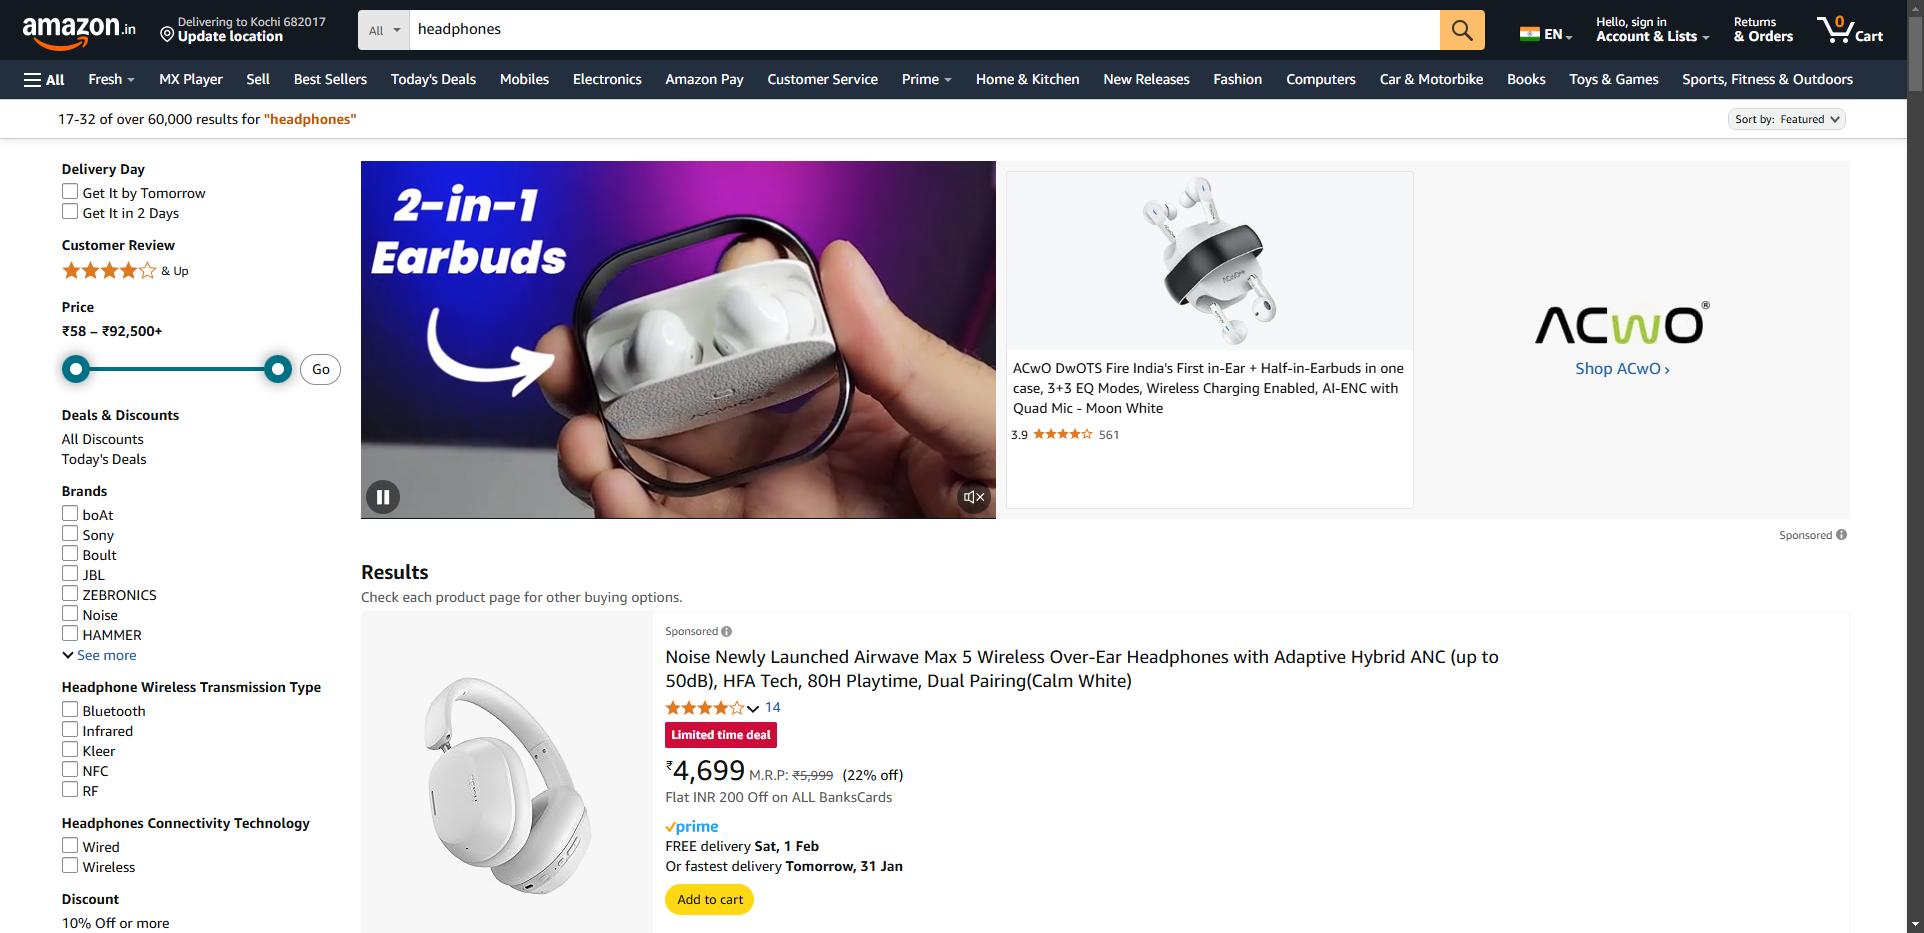 amazon.in
Delivering to Kochi 682017
Update location
All
headphones
EN
Hello, sign in
Account & Lists
Returns
& Orders
0
Cart
All
Fresh
MX Player
Sell
Best Sellers
Today's Deals
Mobiles
Electronics
Amazon Pay
Customer Service
Prime
Home & Kitchen
New Releases
Fashion
Computers
Car & Motorbike
Books
Toys & Games
Sports, Fitness & Outdoors
17-32 of over 60,000 results for "headphones"
Sort by: Featured
Delivery Day
Get It by Tomorrow
Get It in 2 Days
Customer Review
& Up
Price
₹58 – ₹92,500+
Go
Deals & Discounts
All Discounts
Today's Deals
Brands
boAt
Sony
Boult
JBL
ZEBRONICS
Noise
HAMMER
See more
Headphone Wireless Transmission Type
Bluetooth
Infrared
Kleer
NFC
RF
Headphones Connectivity Technology
Wired
Wireless
Discount
10% Off or more
2-in-1
Earbuds
ACwO
ACwO
ACwO DwOTS Fire India's First in-Ear + Half-in-Earbuds in one
case, 3+3 EQ Modes, Wireless Charging Enabled, AI-ENC with
Quad Mic - Moon White
3.9
561
ACwO®
Shop ACwO ›
Sponsored
Results
Check each product page for other buying options.
Sponsored
Noise Newly Launched Airwave Max 5 Wireless Over-Ear Headphones with Adaptive Hybrid ANC (up to
50dB), HFA Tech, 80H Playtime, Dual Pairing(Calm White)
14
Limited time deal
₹4,699 M.R.P: ₹5,999 (22% off)
Flat INR 200 Off on ALL BanksCards
prime
FREE delivery Sat, 1 Feb
Or fastest delivery Tomorrow, 31 Jan
Add to cart